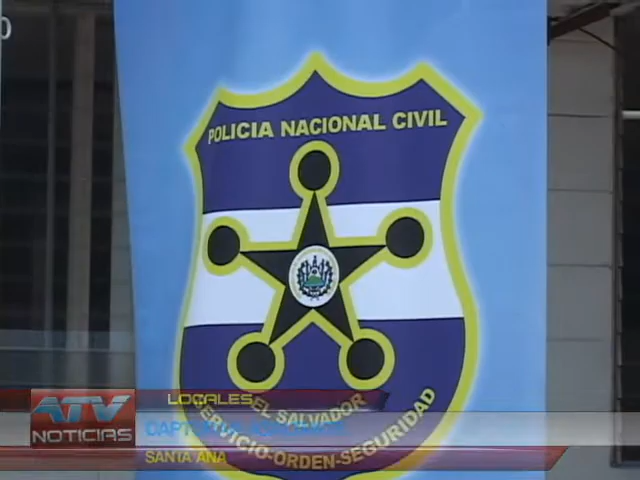 POLICIA NACIONAL CIVIL
EL SALVADOR
SERVICIO-ORDEN-SEGURIDAD
LOCALES
ATV
NOTICIAS
SANTA ANA